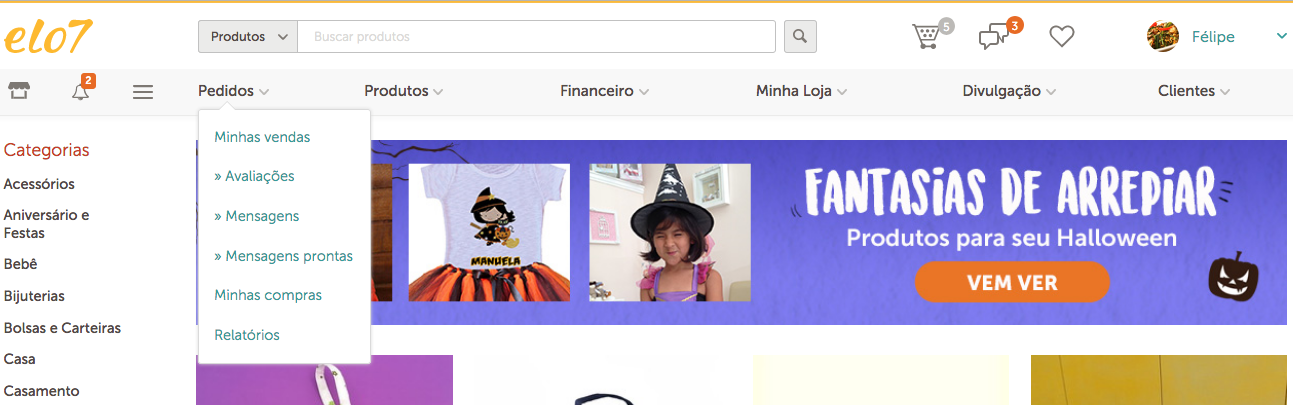 elo7
Produtos
Buscar produtos
5
3
Félipe
2
Pedidos
Produtos
Financeiro
Minha Loja
Divulgação
Clientes
Minhas vendas
» Avaliações
» Mensagens
» Mensagens prontas
Minhas compras
Relatórios
Categorias
Acessórios
Aniversário e
Festas
Bebê
Bijuterias
Bolsas e Carteiras
Casa
Casamento
MANUELA
FANTASIAS DE ARREPIAR
Produtos para seu Halloween
VEM VER